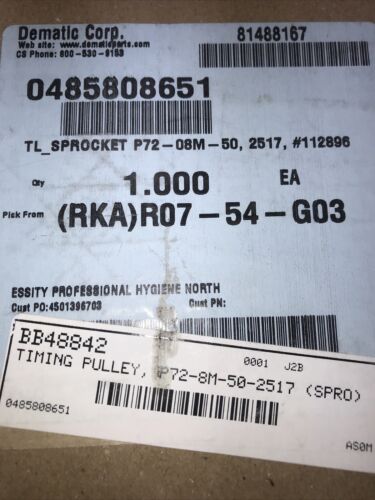 Dematic Corp.
81488167
Web site: www.dematicparts.com
CS Phone: 800-530-9153
0485808651
TL_SPROCKET P72-08M-50, 2517, #112896
Qty 1.000 EA
Pick From (RKA)R07-54-G03
ESSITY PROFESSIONAL HYGIENE NORTH
Cust PO:4501396703 Cust PN:
BB48842 0001 J2B
TIMING PULLEY, P72-8M-50-2517 (SPRO)
0485808651
AS0M